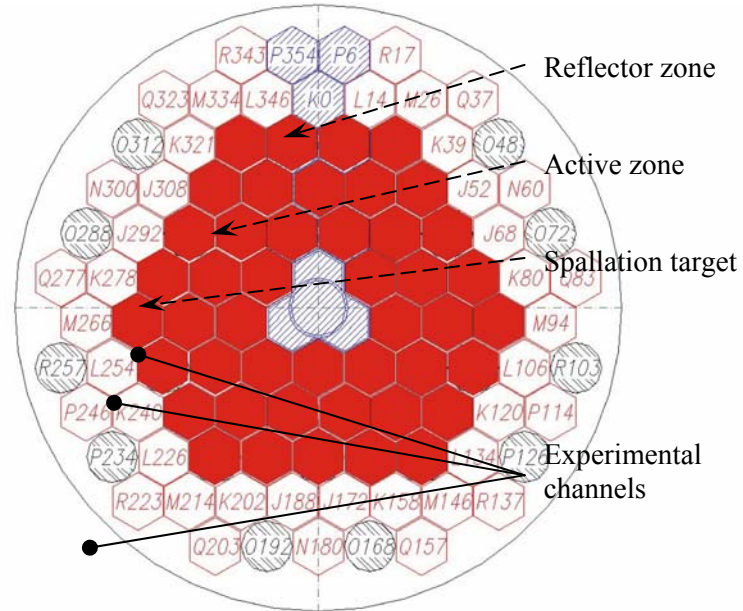 R343 P354 P6 R17
Reflector zone
Q323 M334 L346 K0 L14 M26 Q37
O312 K321 K39 O48
Active zone
N300 J308 J52 N60
O288 J292 J68 O72
Spallation target
Q277 K278 K80 Q83
M266 M94
R257 L254 L106 R103
P246 K240 K120 P114
P234 L226 L134 P126
Experimental
channels
R223 M214 K202 J188 J172 K158 M146 R137
Q203 O192 N180 O168 Q157